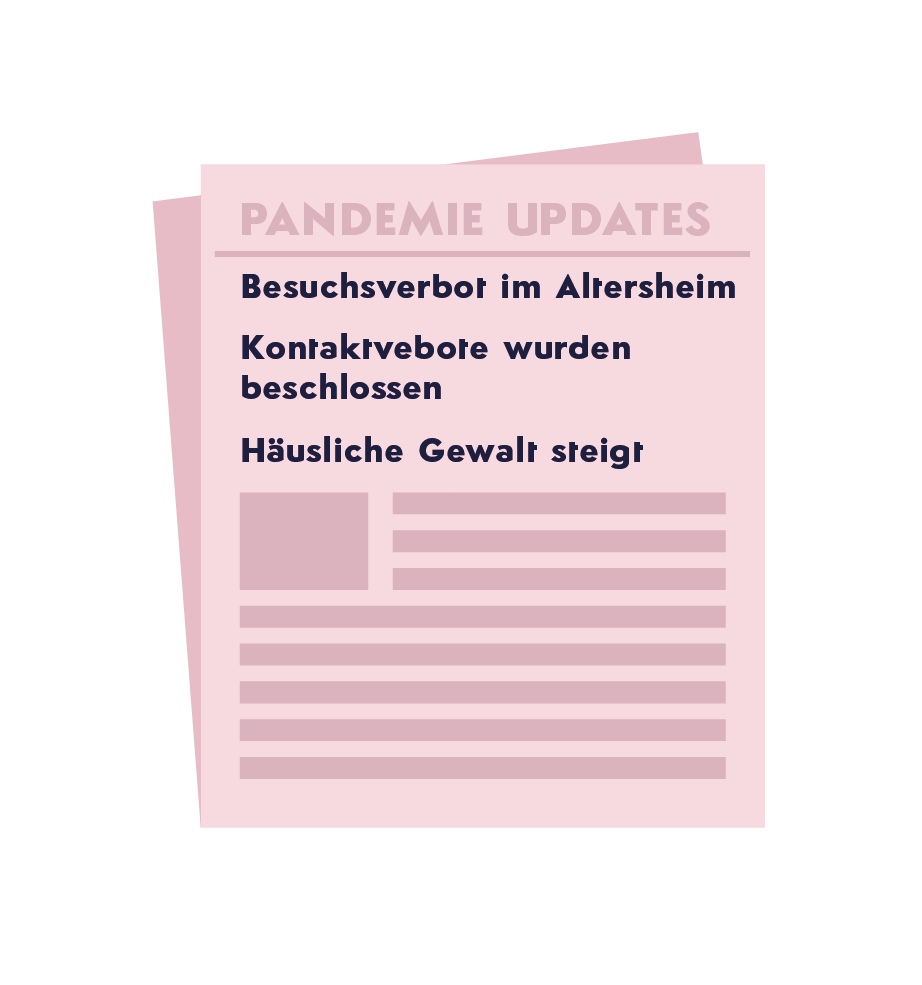 PANDEMIE UPDATES
Besuchsverbot im Altersheim
Kontaktvebote wurden
beschlossen
Häusliche Gewalt steigt